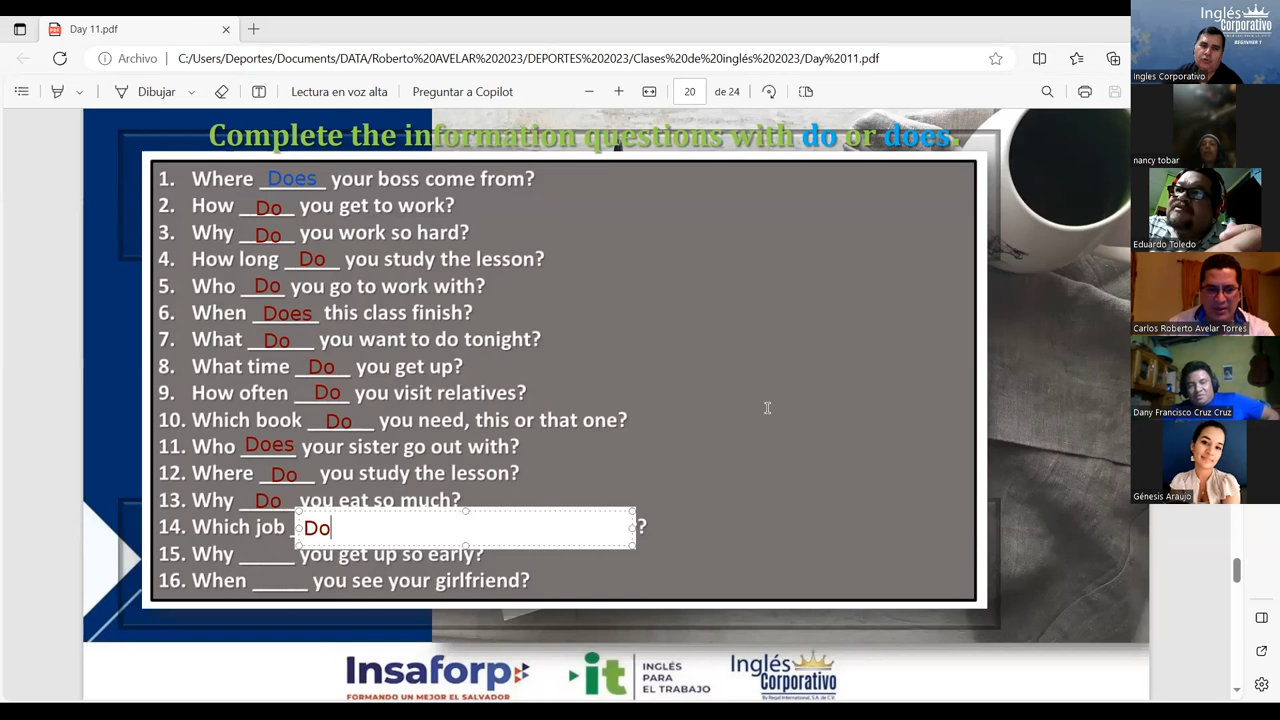 Day 11.pdf
Archivo
C:/Users/Deportes/Documents/DATA/Roberto%20AVELAR%202023/DEPORTES%202023/Clases%20de%20inglés%202023/Day%2011.pdf
Dibujar
Lectura en voz alta
Preguntar a Copilot
20 de 24
Complete the information questions with do or does.
1. Where Does your boss come from?
2. How Do you get to work?
3. Why Do you work so hard?
4. How long Do you study the lesson?
5. Who Do you go to work with?
6. When Does this class finish?
7. What Do you want to do tonight?
8. What time Do you get up?
9. How often Do you visit relatives?
10. Which book Do you need, this or that one?
11. Who Does your sister go out with?
12. Where Do you study the lesson?
13. Why Do you eat so much?
14. Which job Do ?
15. Why _____ you get up so early?
16. When _____ you see your girlfriend?
Insaforp
FORMANDO UN MEJOR EL SALVADOR
it
INGLÉS
PARA
EL TRABAJO
Inglés
Corporativo
By Regal International, S.A. de C.V.
Inglés
Corporativo
BEGINNER 1
Ingles Corporativo
nancy tobar
Eduardo Toledo
Carlos Roberto Avelar Torres
Dany Francisco Cruz Cruz
Génesis Araujo